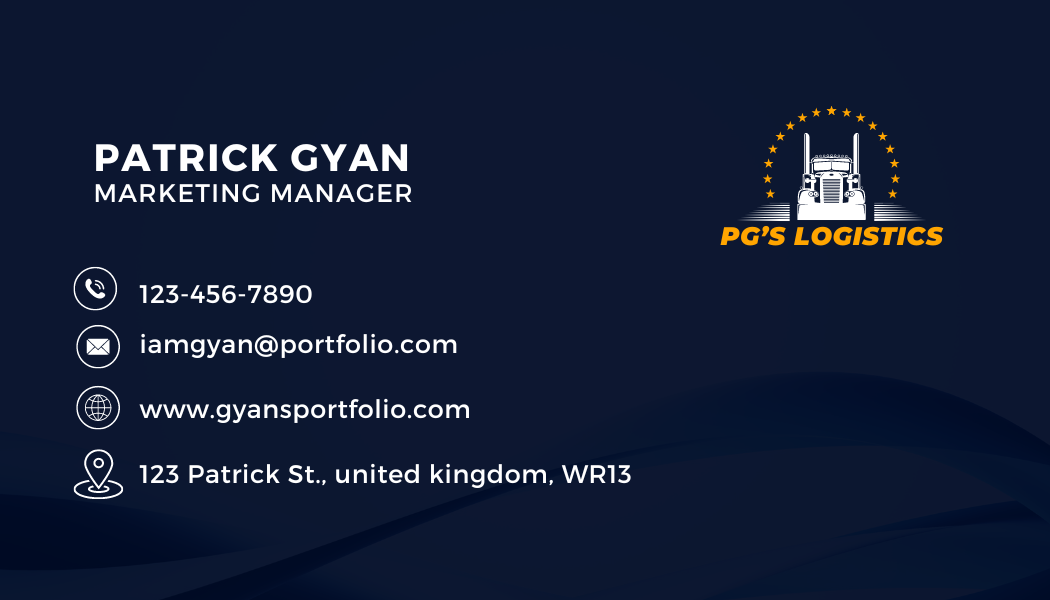 PATRICK GYAN
MARKETING MANAGER
PG’S LOGISTICS
123-456-7890
iamgyan@portfolio.com
www.gyansportfolio.com
123 Patrick St., united kingdom, WR13